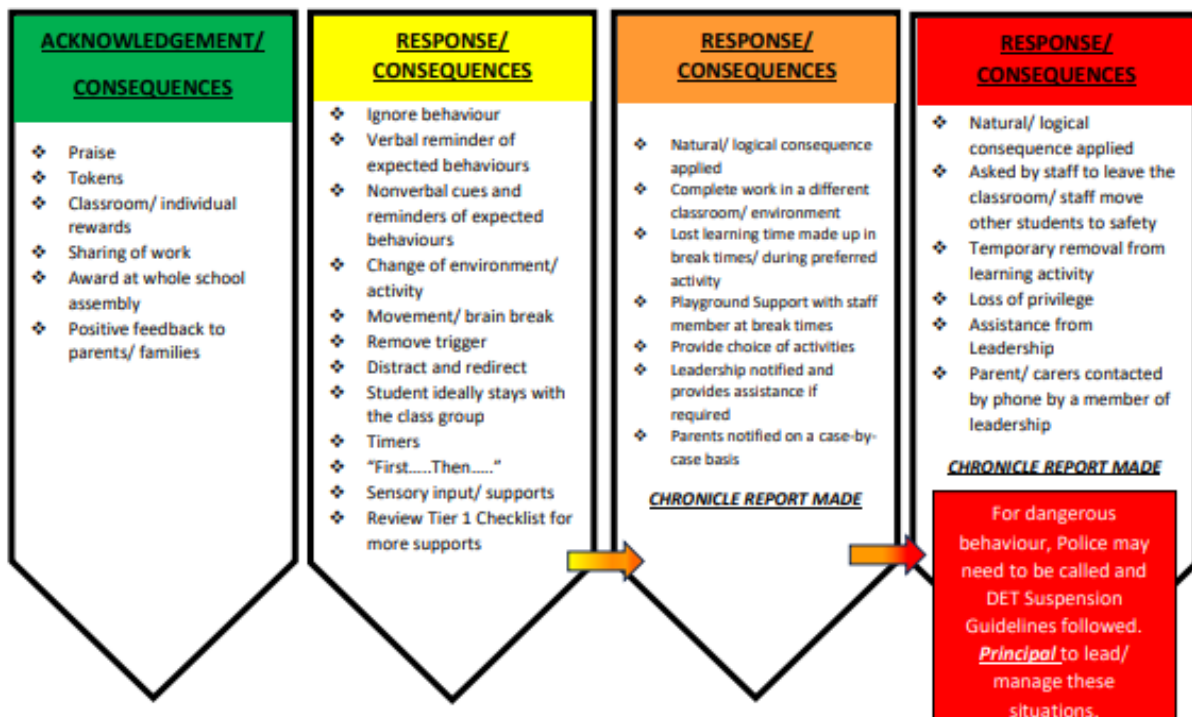 ACKNOWLEDGEMENT/
CONSEQUENCES
❖ Praise
❖ Tokens
❖ Classroom/ individual
rewards
❖ Sharing of work
❖ Award at whole school
assembly
❖ Positive feedback to
parents/ families
RESPONSE/
CONSEQUENCES
❖ Ignore behaviour
❖ Verbal reminder of
expected behaviours
❖ Nonverbal cues and
reminders of expected
behaviours
❖ Change of environment/
activity
❖ Movement/ brain break
❖ Remove trigger
❖ Distract and redirect
❖ Student ideally stays with
the class group
❖ Timers
❖ “First.....Then.....”
❖ Sensory input/ supports
❖ Review Tier 1 Checklist for
more supports
RESPONSE/
CONSEQUENCES
❖ Natural/ logical consequence
applied
❖ Complete work in a different
classroom/ environment
❖ Lost learning time made up in
break times/ during preferred
activity
❖ Playground Support with staff
member at break times
❖ Provide choice of activities
❖ Leadership notified and
provides assistance if
required
❖ Parents notified on a case-by-
case basis
CHRONICLE REPORT MADE
RESPONSE/
CONSEQUENCES
❖ Natural/ logical
consequence applied
❖ Asked by staff to leave the
classroom/ staff move
other students to safety
❖ Temporary removal from
learning activity
❖ Loss of privilege
❖ Assistance from
Leadership
❖ Parent/ carers contacted
by phone by a member of
leadership
CHRONICLE REPORT MADE
For dangerous
behaviour, Police may
need to be called and
DET Suspension
Guidelines followed.
Principal to lead/
manage these
situations.